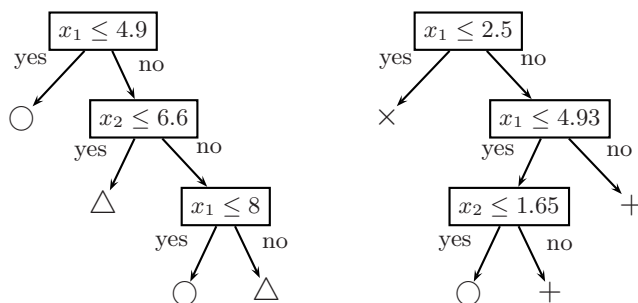 x₁ ≤ 4.9
yes
no
x₂ ≤ 6.6
yes
no
x₁ ≤ 8
yes
no
x₁ ≤ 2.5
yes
no
×
x₁ ≤ 4.93
yes
no
+
x₂ ≤ 1.65
yes
no
+